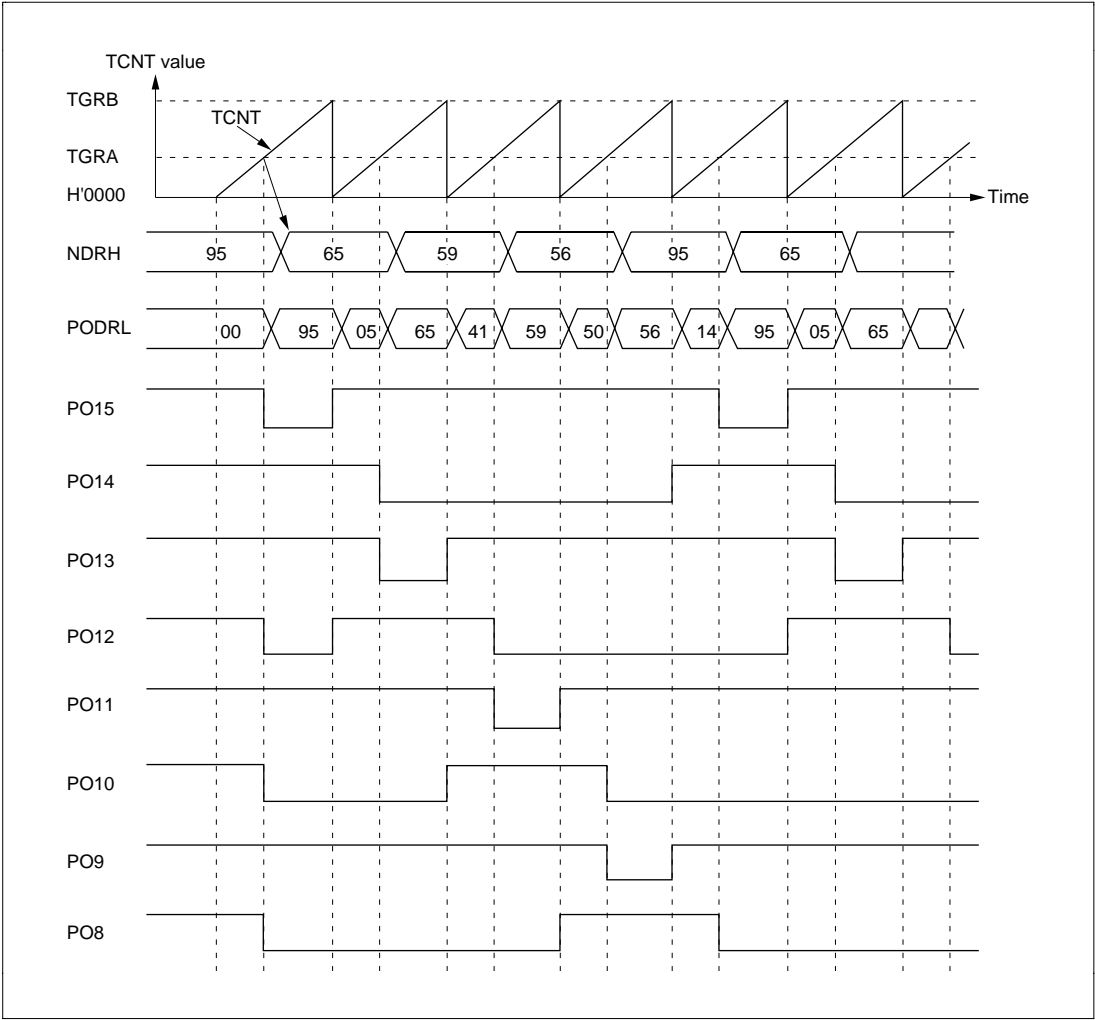 TCNT value
TGRB
TCNT
TGRA
H'0000
Time
NDRH 95 65 59 56 95 65
PODRL 00 95 05 65 41 59 50 56 14 95 05 65
PO15
PO14
PO13
PO12
PO11
PO10
PO9
PO8